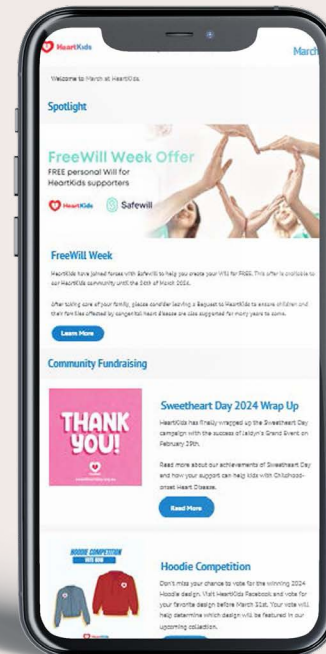 HeartKids
March
Welcome to March at HeartKids.
Spotlight
FreeWill Week Offer
FREE personal Will for
HeartKids supporters
HeartKids Safewill
FreeWill Week
HeartKids have joined forces with Safewill to help you create your Will for FREE. This offer is available to
our HeartKids community until the 24th of March 2024.
After taking care of your family, please consider leaving a Bequest to HeartKids to ensure children and
their families affected by congenital heart disease are also supported for many years to come.
Learn More
Community Fundraising
THANK
YOU!
Sweetheart Day 2024 Wrap Up
HeartKids has finally wrapped up the Sweetheart Day
campaign with the success of Jaidyn's Grand Event on
February 29th.
Read more about our achievements of Sweetheart Day
and how your support can help kids with Childhood-
onset Heart Disease.
Read More
HOODIE COMPETITION
VOTE NOW
Hoodie Competition
Don't miss your chance to vote for the winning 2024
Hoodie design. Visit HeartKids Facebook and vote for
your favorite design before March 31st. Your vote will
help determine which design will be featured in our
upcoming collection.